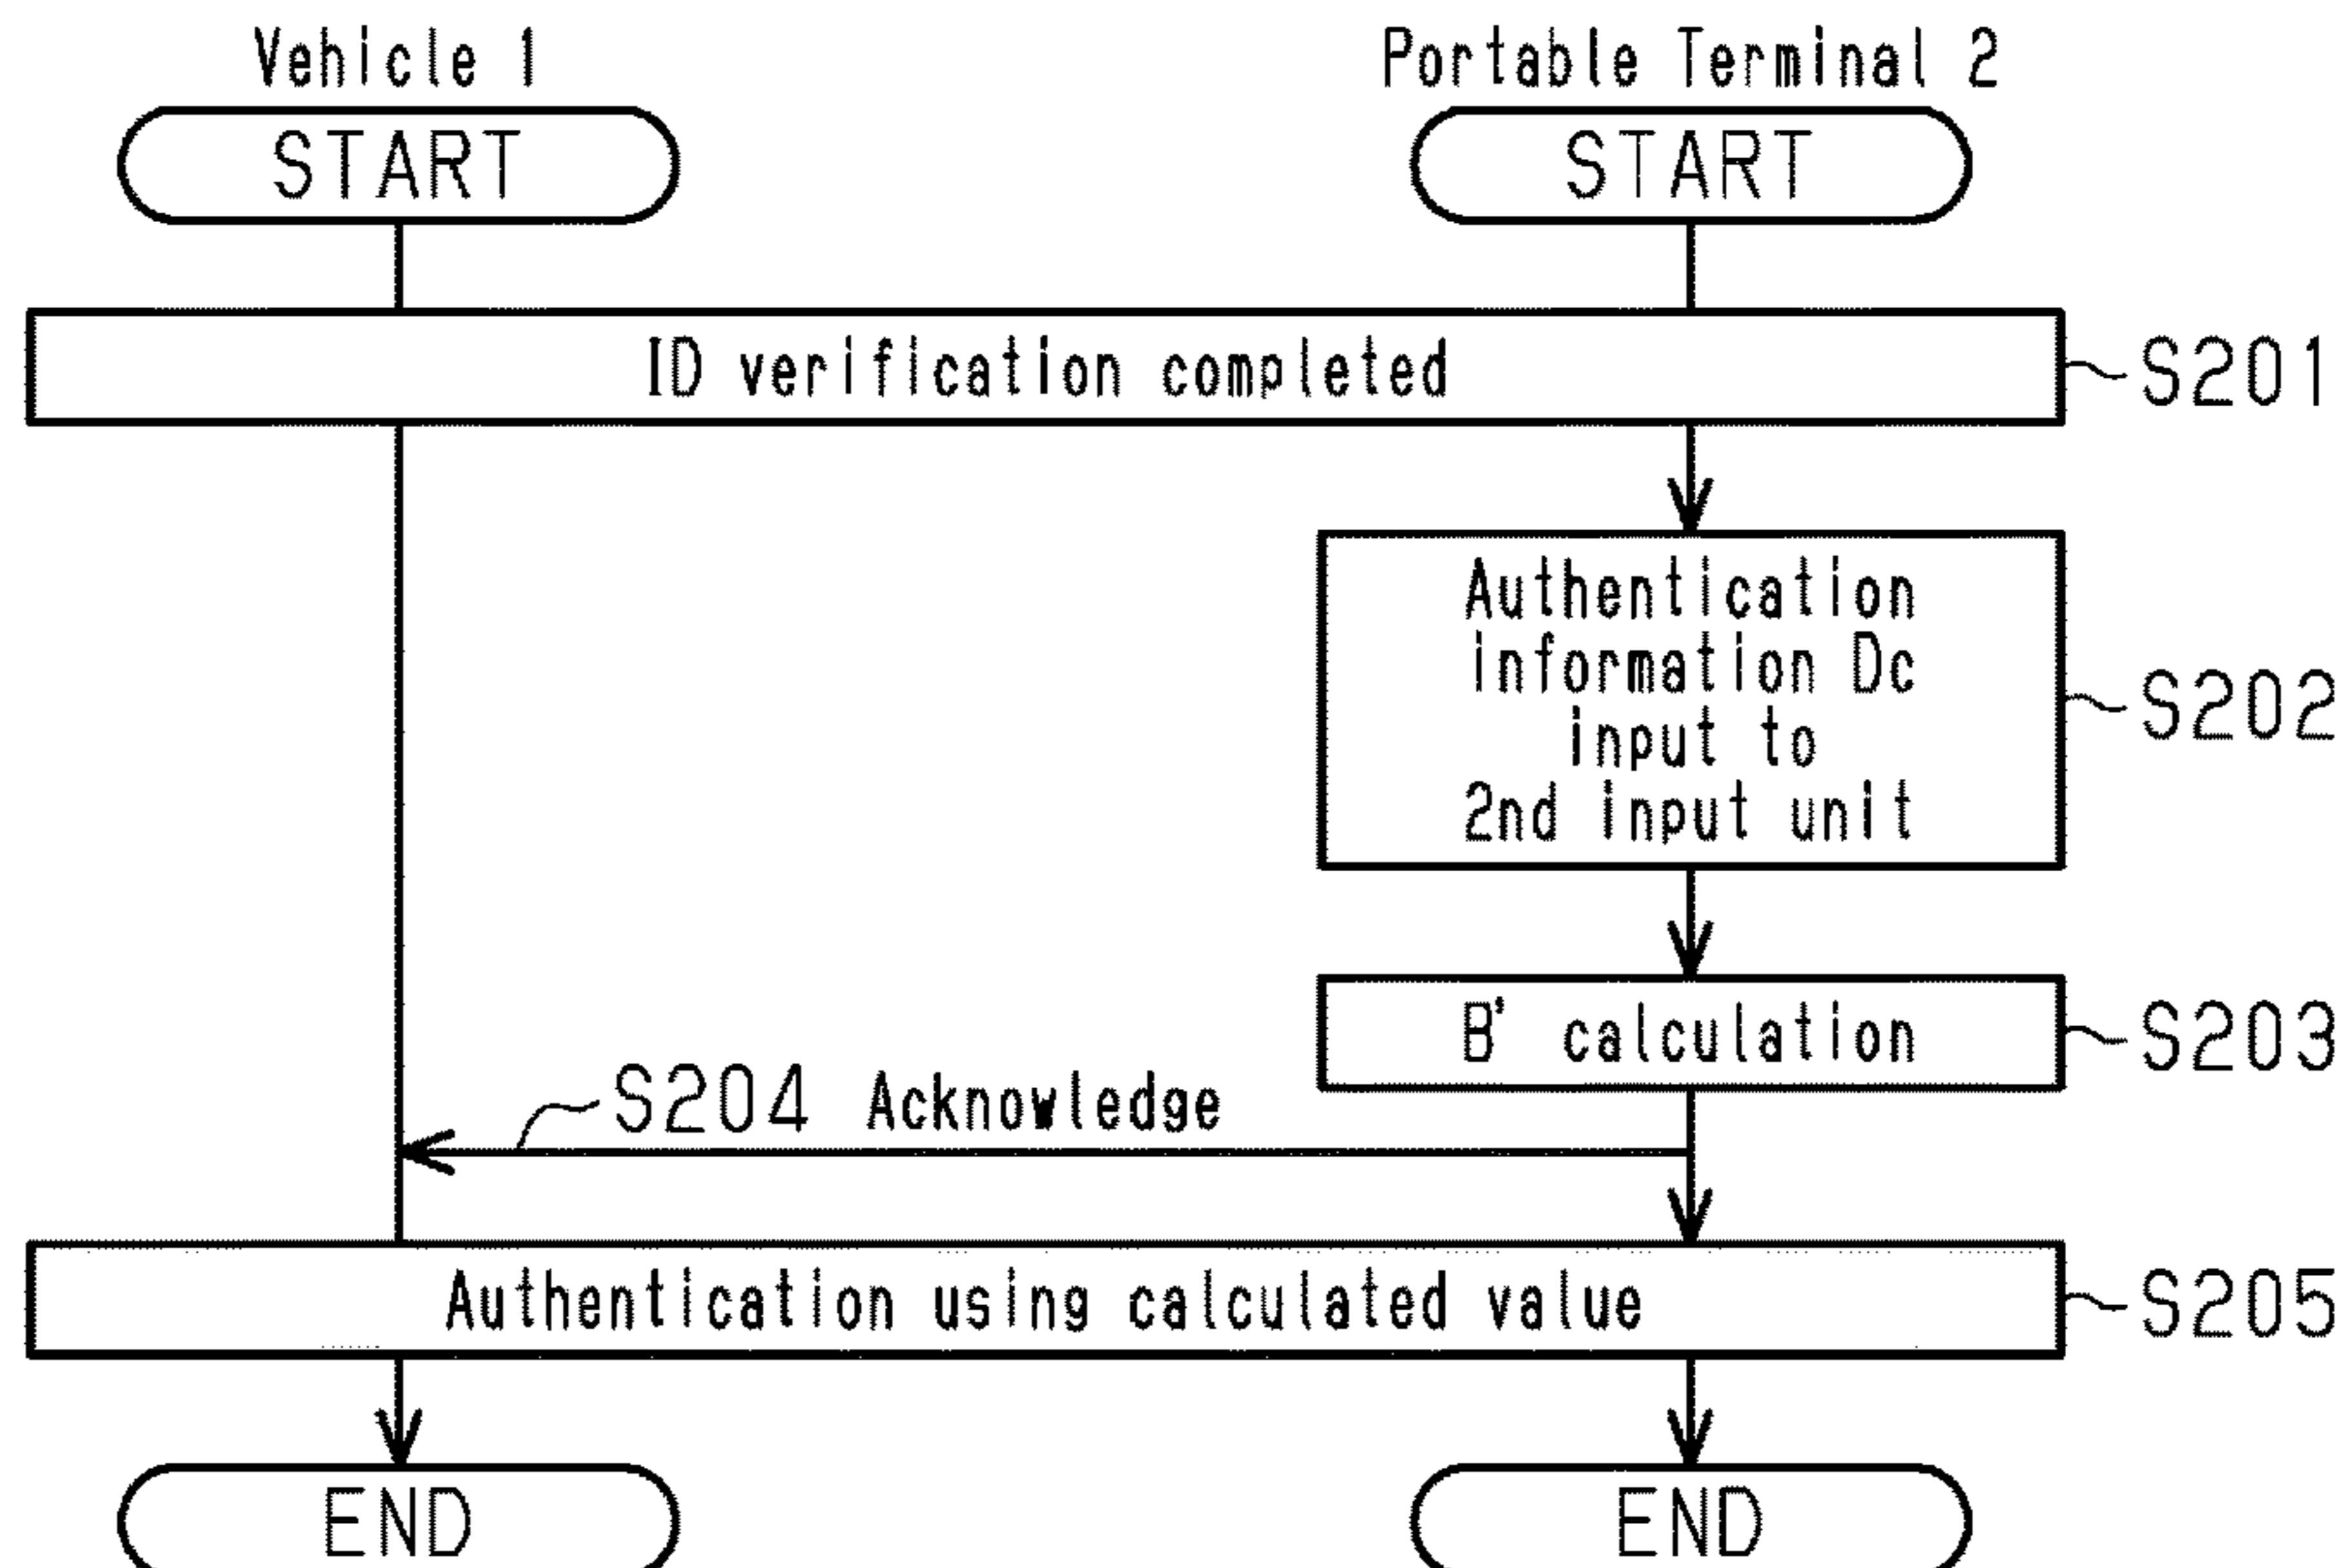 Vehicle 1
Portable Terminal 2
START
START
ID verification completed
S201
Authentication
information Dc
input to
2nd input unit
S202
B' calculation
S203
S204 Acknowledge
Authentication using calculated value
S205
END
END